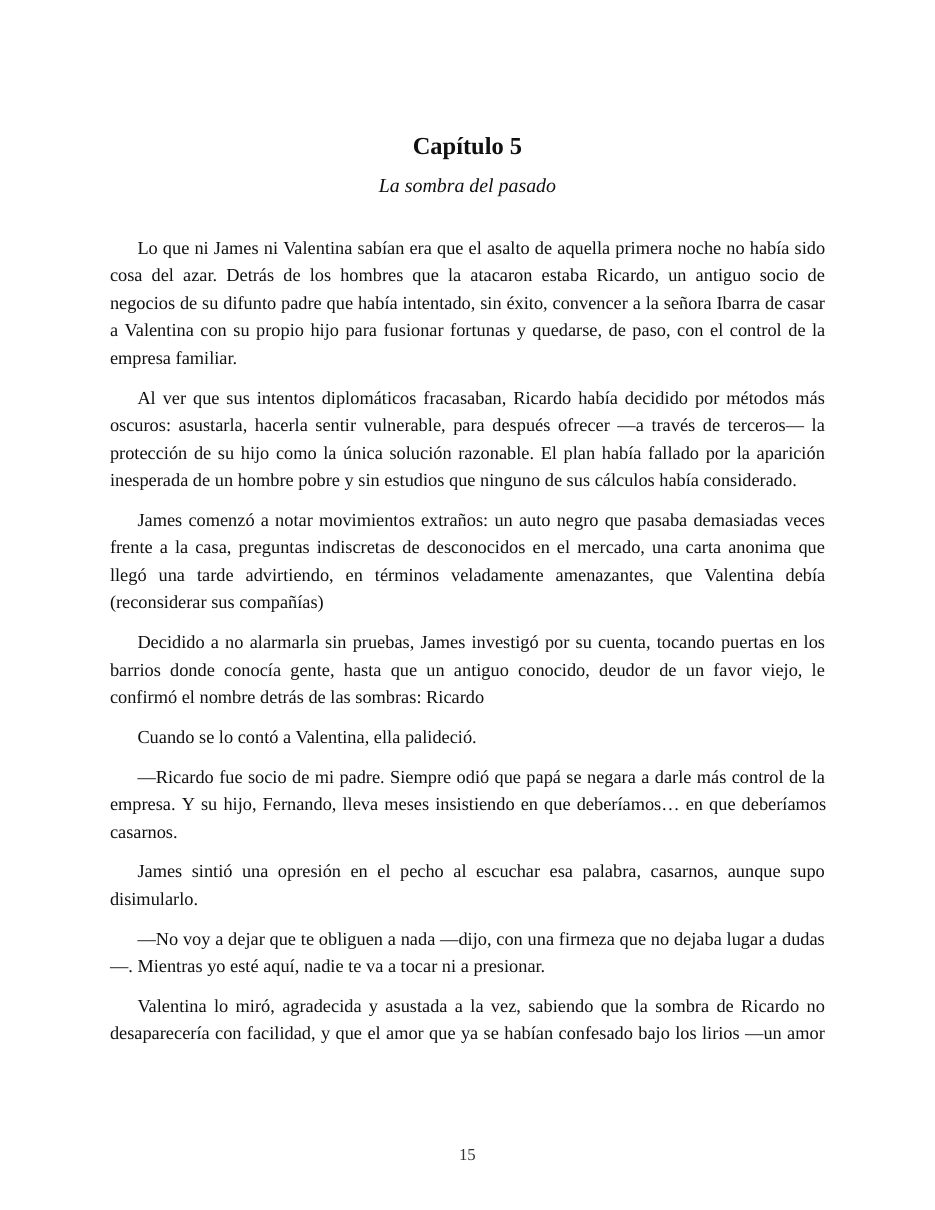 Capítulo 5
La sombra del pasado
Lo que ni James ni Valentina sabían era que el asalto de aquella primera noche no había sido
cosa del azar. Detrás de los hombres que la atacaron estaba Ricardo, un antiguo socio de
negocios de su difunto padre que había intentado, sin éxito, convencer a la señora Ibarra de casar
a Valentina con su propio hijo para fusionar fortunas y quedarse, de paso, con el control de la
empresa familiar.
Al ver que sus intentos diplomáticos fracasaban, Ricardo había decidido por métodos más
oscuros: asustarla, hacerla sentir vulnerable, para después ofrecer —a través de terceros— la
protección de su hijo como la única solución razonable. El plan había fallado por la aparición
inesperada de un hombre pobre y sin estudios que ninguno de sus cálculos había considerado.
James comenzó a notar movimientos extraños: un auto negro que pasaba demasiadas veces
frente a la casa, preguntas indiscretas de desconocidos en el mercado, una carta anonima que
llegó una tarde advirtiendo, en términos veladamente amenazantes, que Valentina debía
(reconsiderar sus compañías)
Decidido a no alarmarla sin pruebas, James investigó por su cuenta, tocando puertas en los
barrios donde conocía gente, hasta que un antiguo conocido, deudor de un favor viejo, le
confirmó el nombre detrás de las sombras: Ricardo
Cuando se lo contó a Valentina, ella palideció.
—Ricardo fue socio de mi padre. Siempre odió que papá se negara a darle más control de la
empresa. Y su hijo, Fernando, lleva meses insistiendo en que deberíamos… en que deberíamos
casarnos.
James sintió una opresión en el pecho al escuchar esa palabra, casarnos, aunque supo
disimularlo.
—No voy a dejar que te obliguen a nada —dijo, con una firmeza que no dejaba lugar a dudas
—. Mientras yo esté aquí, nadie te va a tocar ni a presionar.
Valentina lo miró, agradecida y asustada a la vez, sabiendo que la sombra de Ricardo no
desaparecería con facilidad, y que el amor que ya se habían confesado bajo los lirios —un amor
15